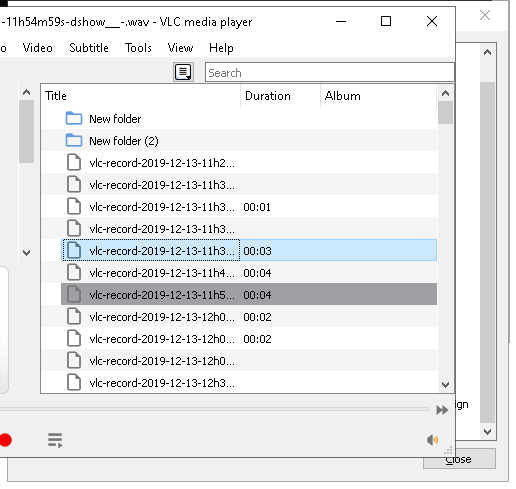 -11h54m59s-dshow___-.wav - VLC media player
Video Subtitle Tools View Help
Search
Title Duration Album
New folder
New folder (2)
vlc-record-2019-12-13-11h2...
vlc-record-2019-12-13-11h3...
vlc-record-2019-12-13-11h3... 00:01
vlc-record-2019-12-13-11h3...
vlc-record-2019-12-13-11h3... 00:03
vlc-record-2019-12-13-11h4... 00:04
vlc-record-2019-12-13-11h5... 00:04
vlc-record-2019-12-13-12h0... 00:02
vlc-record-2019-12-13-12h0... 00:02
vlc-record-2019-12-13-12h0...
vlc-record-2019-12-13-12h3...
ign
Close